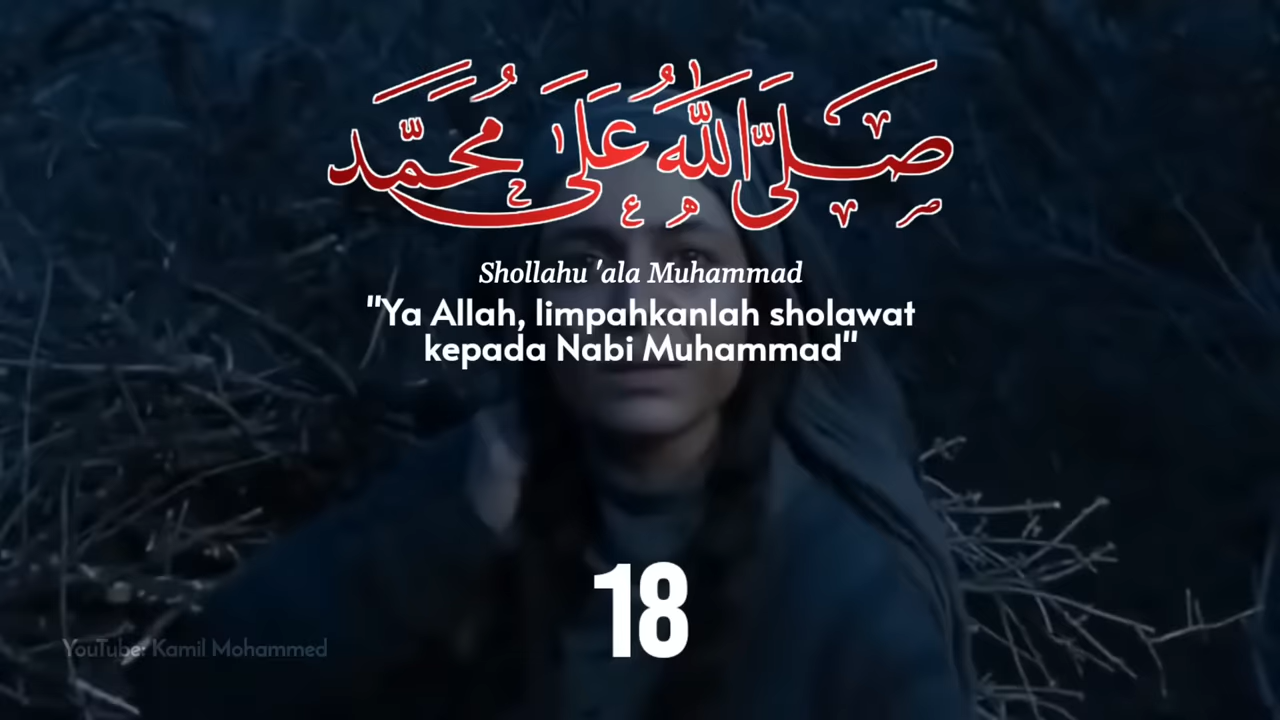 صَلَّى اللّٰهُ عَلَىٰ مُحَمَّدٍ
Shollahu 'ala Muhammad
"Ya Allah, limpahkanlah sholawat
kepada Nabi Muhammad"
18
YouTube: Kamil Mohammed